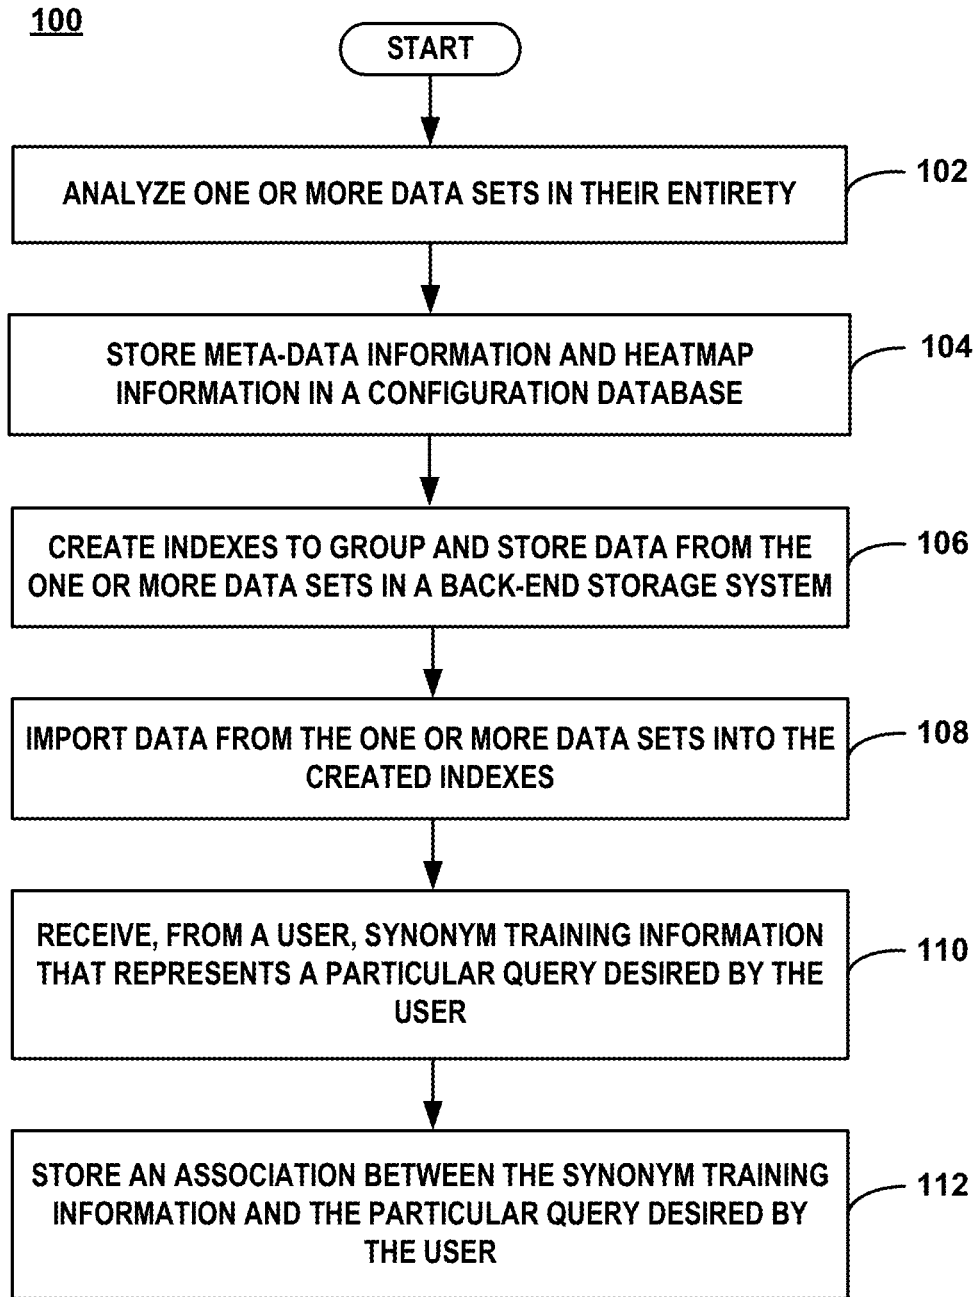 100
START
ANALYZE ONE OR MORE DATA SETS IN THEIR ENTIRETY
102
STORE META-DATA INFORMATION AND HEATMAP
INFORMATION IN A CONFIGURATION DATABASE
104
CREATE INDEXES TO GROUP AND STORE DATA FROM THE
ONE OR MORE DATA SETS IN A BACK-END STORAGE SYSTEM
106
IMPORT DATA FROM THE ONE OR MORE DATA SETS INTO THE
CREATED INDEXES
108
RECEIVE, FROM A USER, SYNONYM TRAINING INFORMATION
THAT REPRESENTS A PARTICULAR QUERY DESIRED BY THE
USER
110
STORE AN ASSOCIATION BETWEEN THE SYNONYM TRAINING
INFORMATION AND THE PARTICULAR QUERY DESIRED BY
THE USER
112